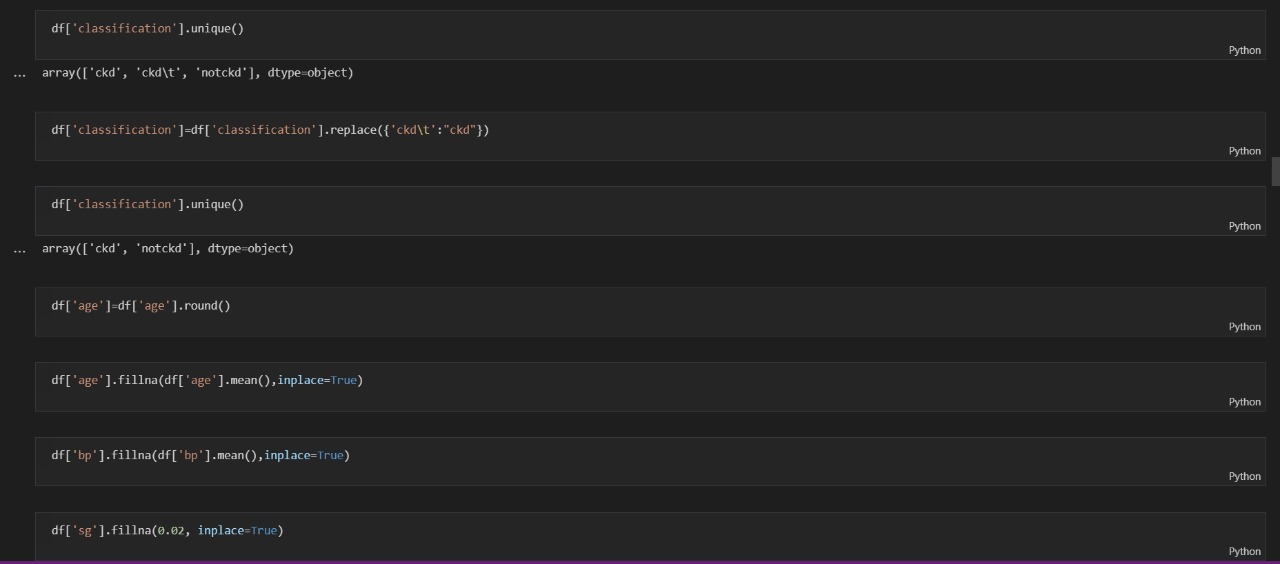 df['classification'].unique()
Python
... array(['ckd', 'ckd\t', 'notckd'], dtype=object)
df['classification']=df['classification'].replace({'ckd\t':"ckd"})
Python
df['classification'].unique()
Python
... array(['ckd', 'notckd'], dtype=object)
df['age']=df['age'].round()
Python
df['age'].fillna(df['age'].mean(),inplace=True)
Python
df['bp'].fillna(df['bp'].mean(),inplace=True)
Python
df['sg'].fillna(0.02, inplace=True)
Python